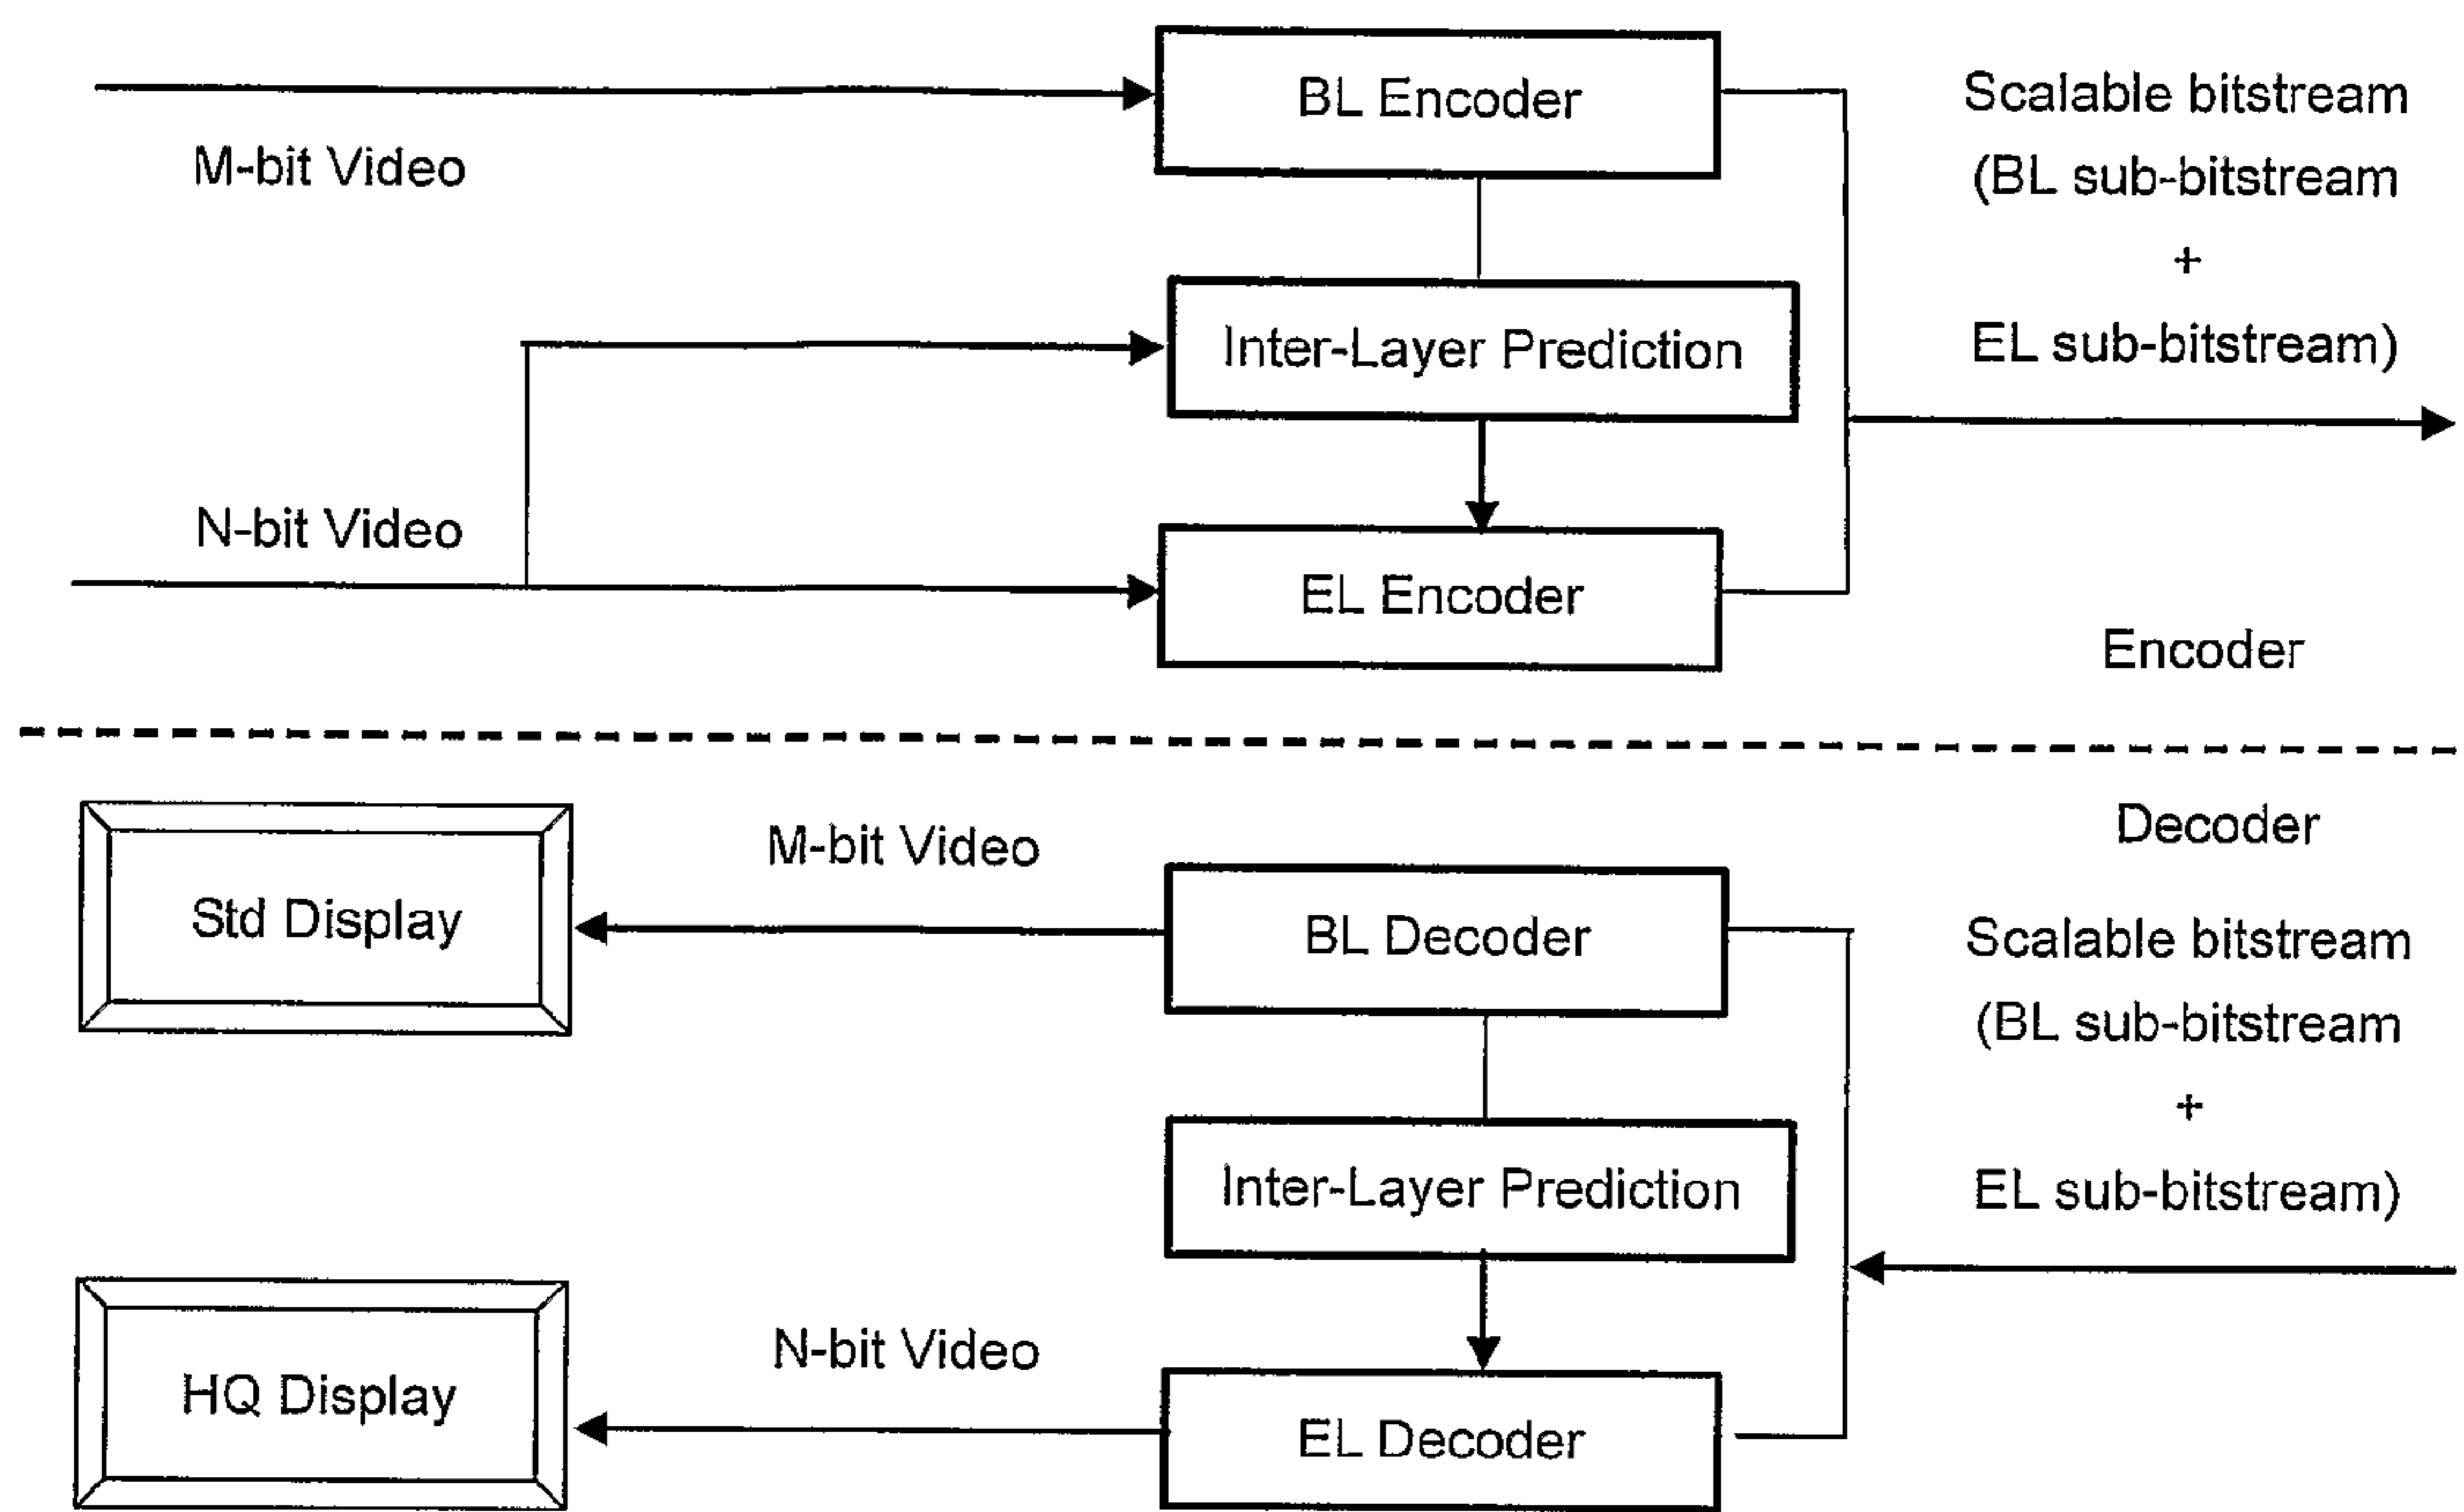 BL Encoder
Scalable bitstream
(BL sub-bitstream
+
EL sub-bitstream)
M-bit Video
Inter-Layer Prediction
N-bit Video
EL Encoder
Encoder
Decoder
M-bit Video
Std Display
BL Decoder
Scalable bitstream
(BL sub-bitstream
+
EL sub-bitstream)
Inter-Layer Prediction
N-bit Video
HQ Display
EL Decoder